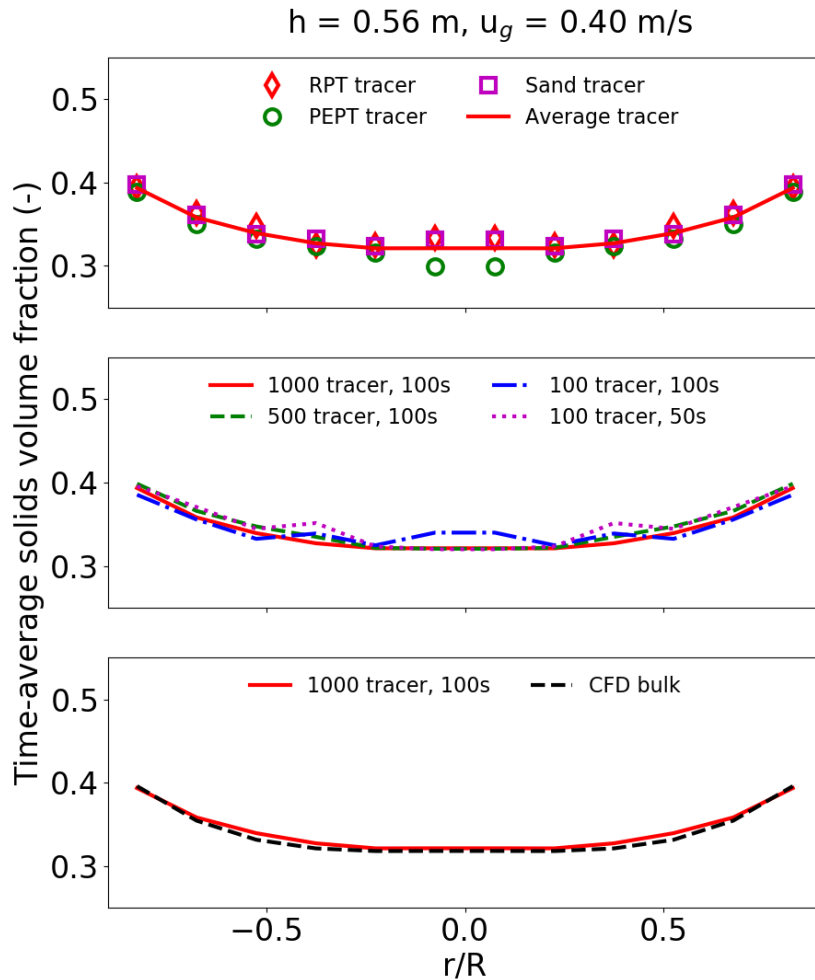 h = 0.56 m, u_g = 0.40 m/s
Time-average solids volume fraction (-)
RPT tracer
Sand tracer
PEPT tracer
Average tracer
0.5
0.4
0.3
1000 tracer, 100s
100 tracer, 100s
500 tracer, 100s
100 tracer, 50s
0.5
0.4
0.3
1000 tracer, 100s
CFD bulk
0.5
0.4
0.3
−0.5 0.0 0.5
r/R